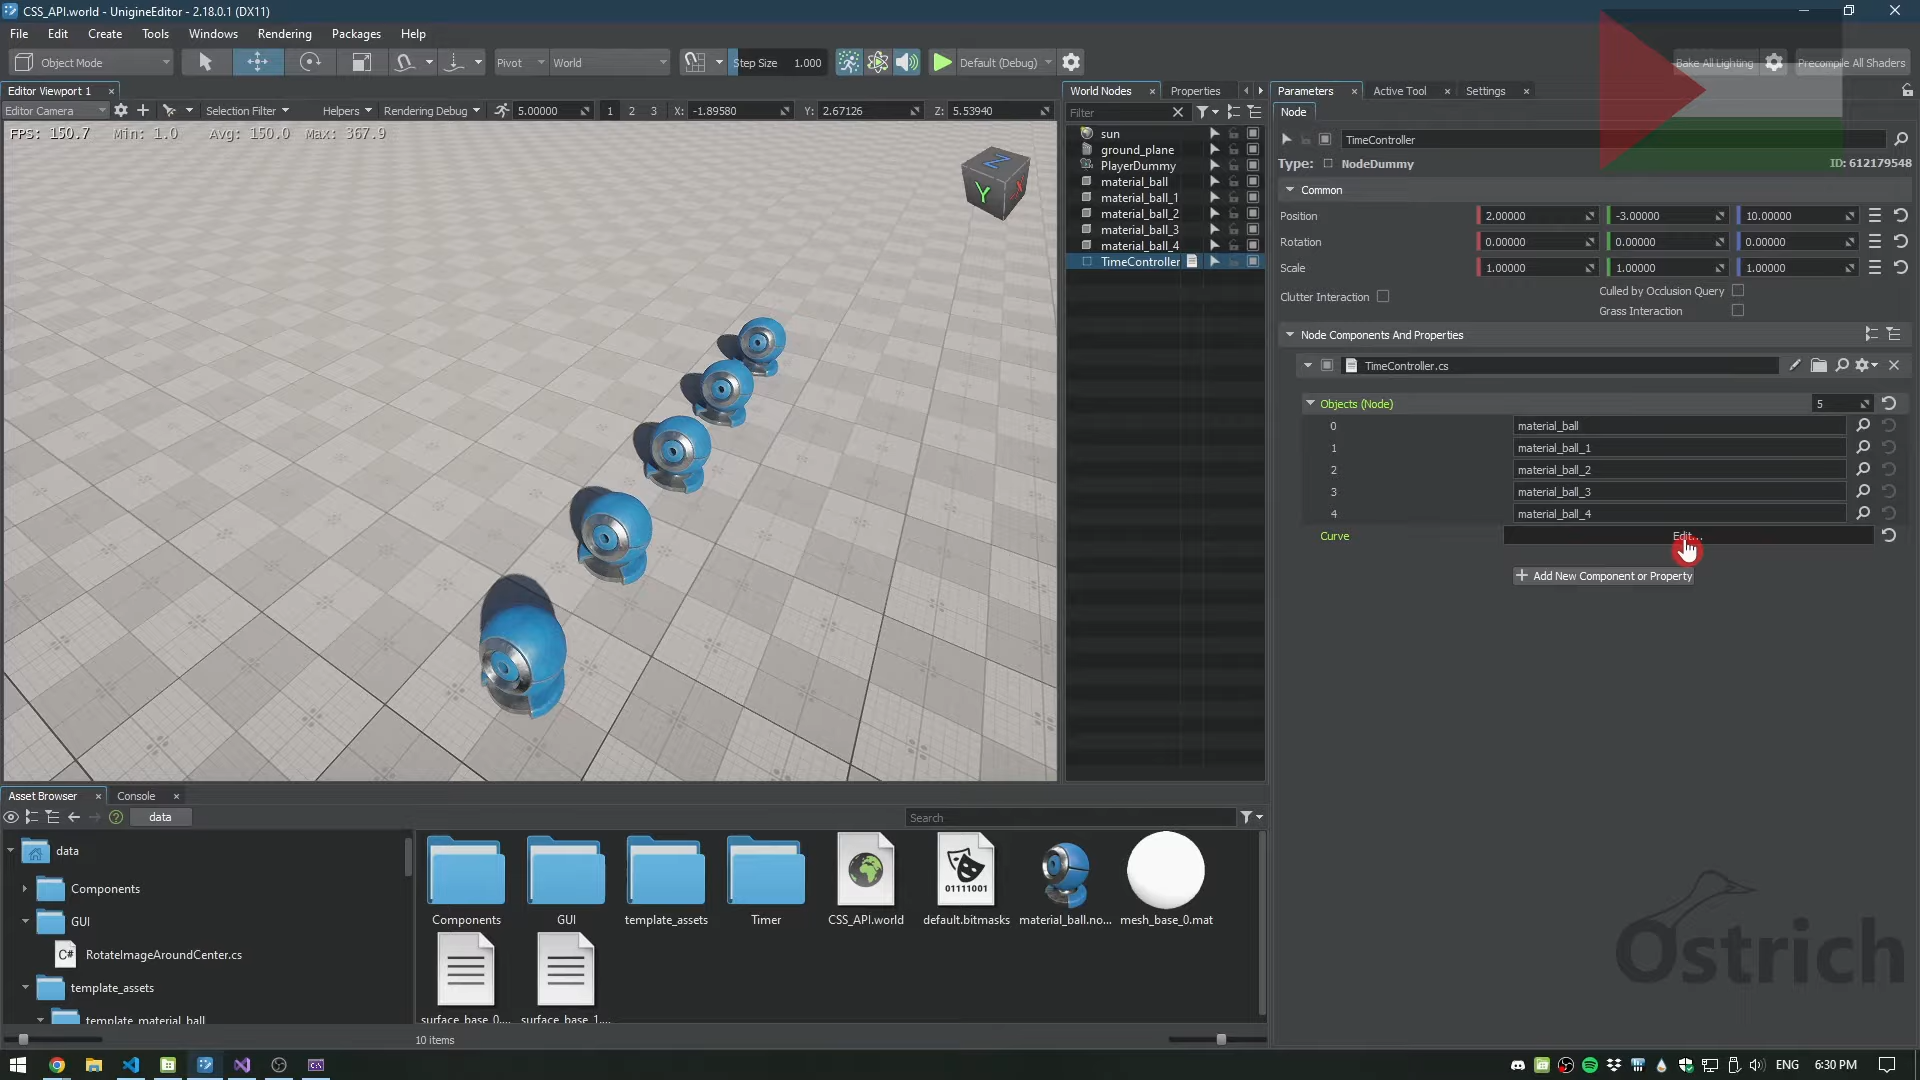 CSS_API.world - UnigineEditor - 2.18.0.1 (DX11)
File Edit Create Tools Windows Rendering Packages Help
Object Mode Pivot World Step Size 1.000 Default (Debug) Bake All Lighting Precompile All Shaders
Editor Viewport 1
Editor Camera Selection Filter Helpers Rendering Debug 5.00000 1 2 3 X: -1.89580 Y: 2.67126 Z: 5.53940
FPS: 150.7 Min: 1.0 Avg: 150.0 Max: 367.9
Z
Y X
World Nodes Properties
Filter
sun
ground_plane
PlayerDummy
material_ball
material_ball_1
material_ball_2
material_ball_3
material_ball_4
TimeController
Parameters Active Tool Settings
Node
TimeController
Type: NodeDummy ID: 612179548
Common
Position 2.00000 -3.00000 10.00000
Rotation 0.00000 0.00000 0.00000
Scale 1.00000 1.00000 1.00000
Clutter Interaction Culled by Occlusion Query
Grass Interaction
Node Components And Properties
TimeController.cs
Objects (Node) 5
0 material_ball
1 material_ball_1
2 material_ball_2
3 material_ball_3
4 material_ball_4
Curve Edit...
Add New Component or Property
Asset Browser Console
data
Search
data
Components
GUI
C# RotateImageAroundCenter.cs
template_assets
template_material_ball
01111001
Components GUI template_assets Timer CSS_API.world default.bitmasks material_ball.no... mesh_base_0.mat
surface_base_0.... surface_base_1....
10 items
Ostrich
ENG 6:30 PM